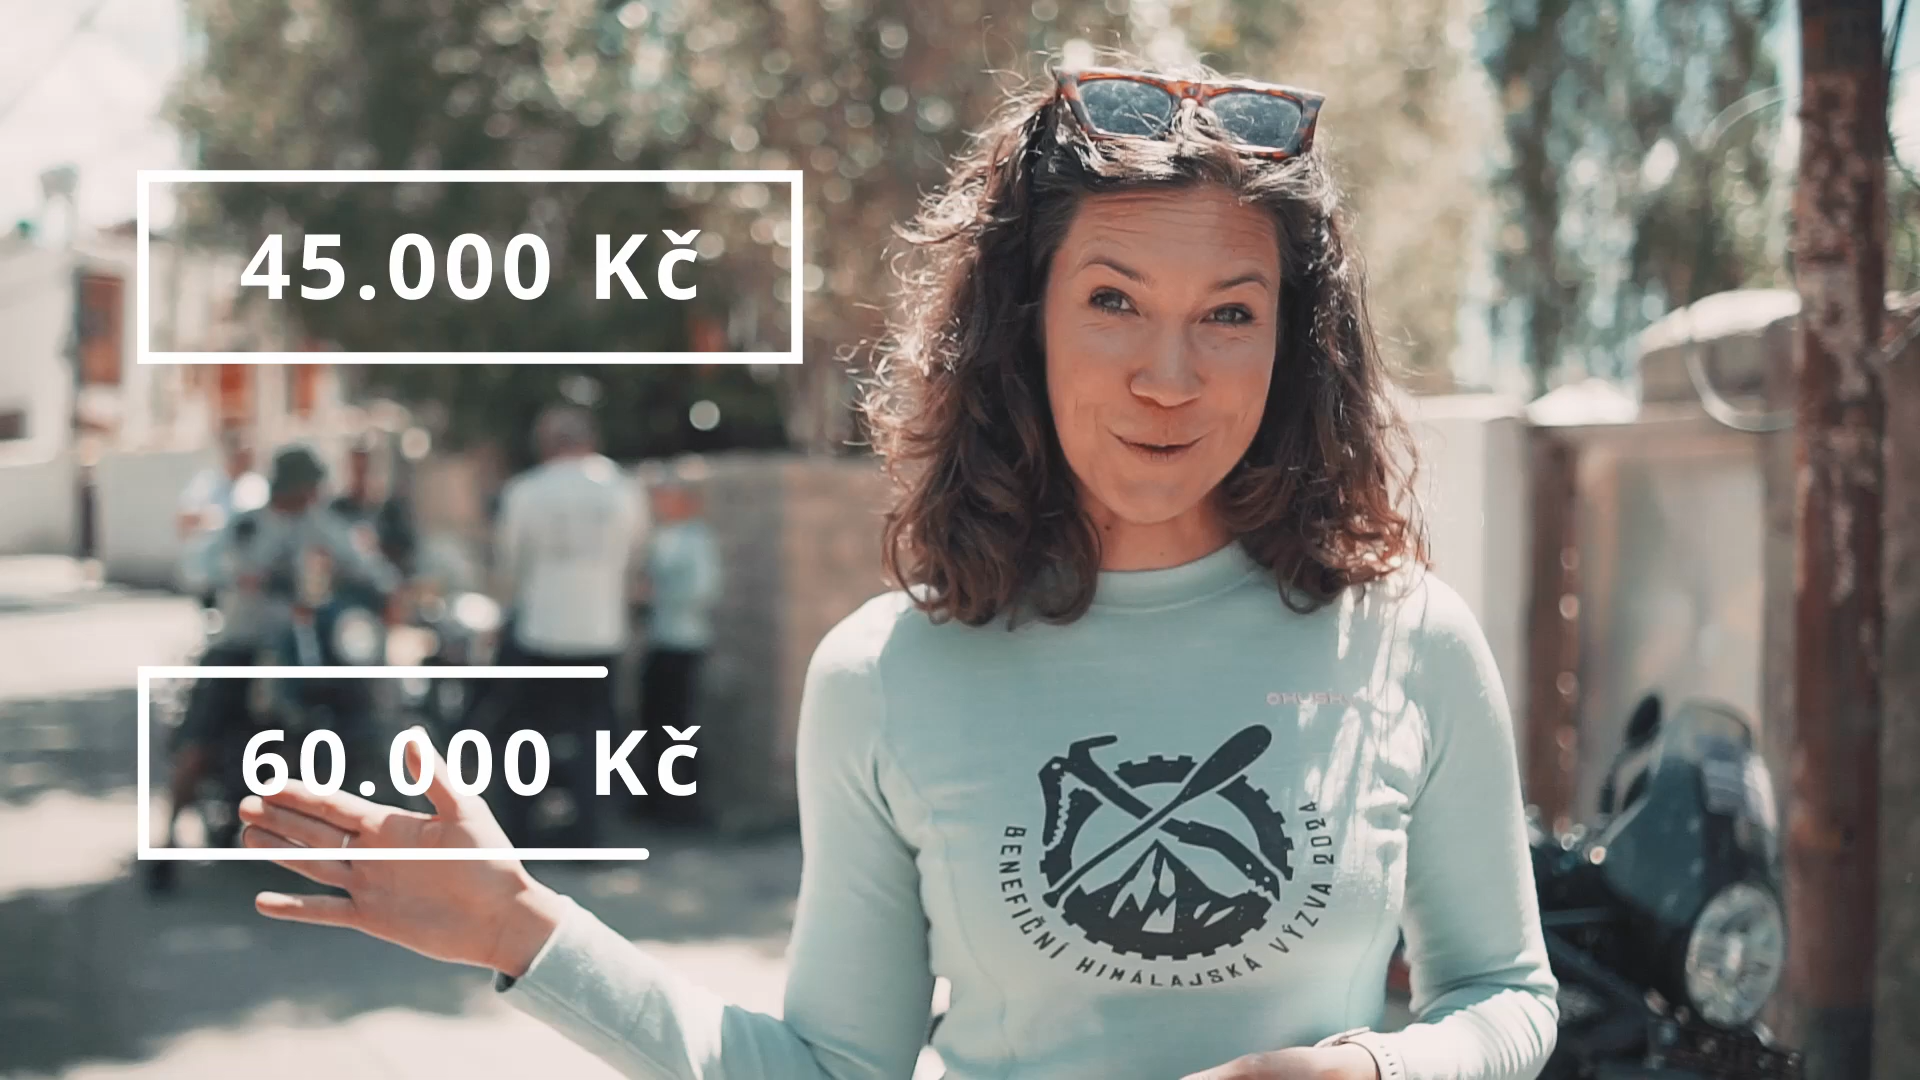 45.000 Kč
60.000 Kč
HUSKY
BENEFIČNÍ HIMÁLAJSKÁ VÝZVA 2024